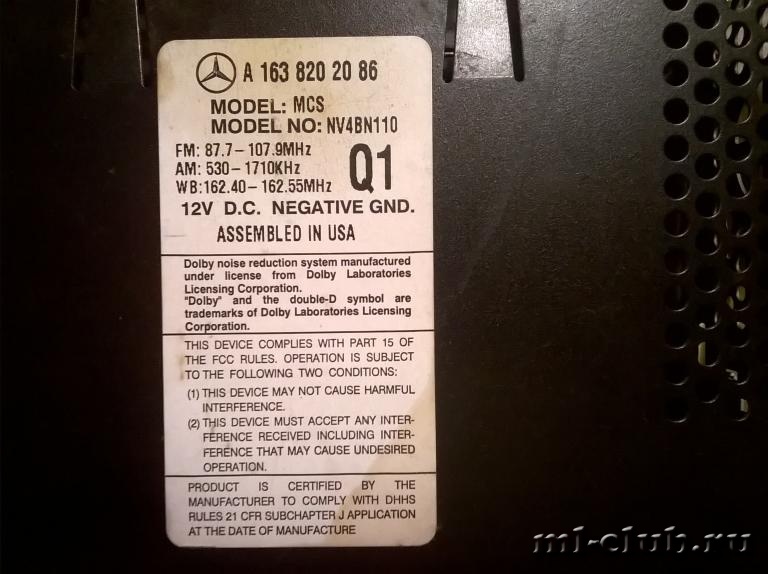 A 163 820 20 86
MODEL: MCS
MODEL NO: NV4BN110
FM: 87.7-107.9MHz
AM: 530-1710KHz
WB:162.40-162.55MHz
Q1
12V D.C. NEGATIVE GND.
ASSEMBLED IN USA
Dolby noise reduction system manufactured
under license from Dolby Laboratories
Licensing Corporation.
"Dolby" and the double-D symbol are
trademarks of Dolby Laboratories Licensing
Corporation.
THIS DEVICE COMPLIES WITH PART 15 OF
THE FCC RULES. OPERATION IS SUBJECT
TO THE FOLLOWING TWO CONDITIONS:
(1) THIS DEVICE MAY NOT CAUSE HARMFUL
INTERFERENCE.
(2) THIS DEVICE MUST ACCEPT ANY INTER-
FERENCE RECEIVED INCLUDING INTER-
FERENCE THAT MAY CAUSE UNDESIRED
OPERATION.
PRODUCT IS CERTIFIED BY THE
MANUFACTURER TO COMPLY WITH DHHS
RULES 21 CFR SUBCHAPTER J APPLICATION
AT THE DATE OF MANUFACTURE
ml-club.ru